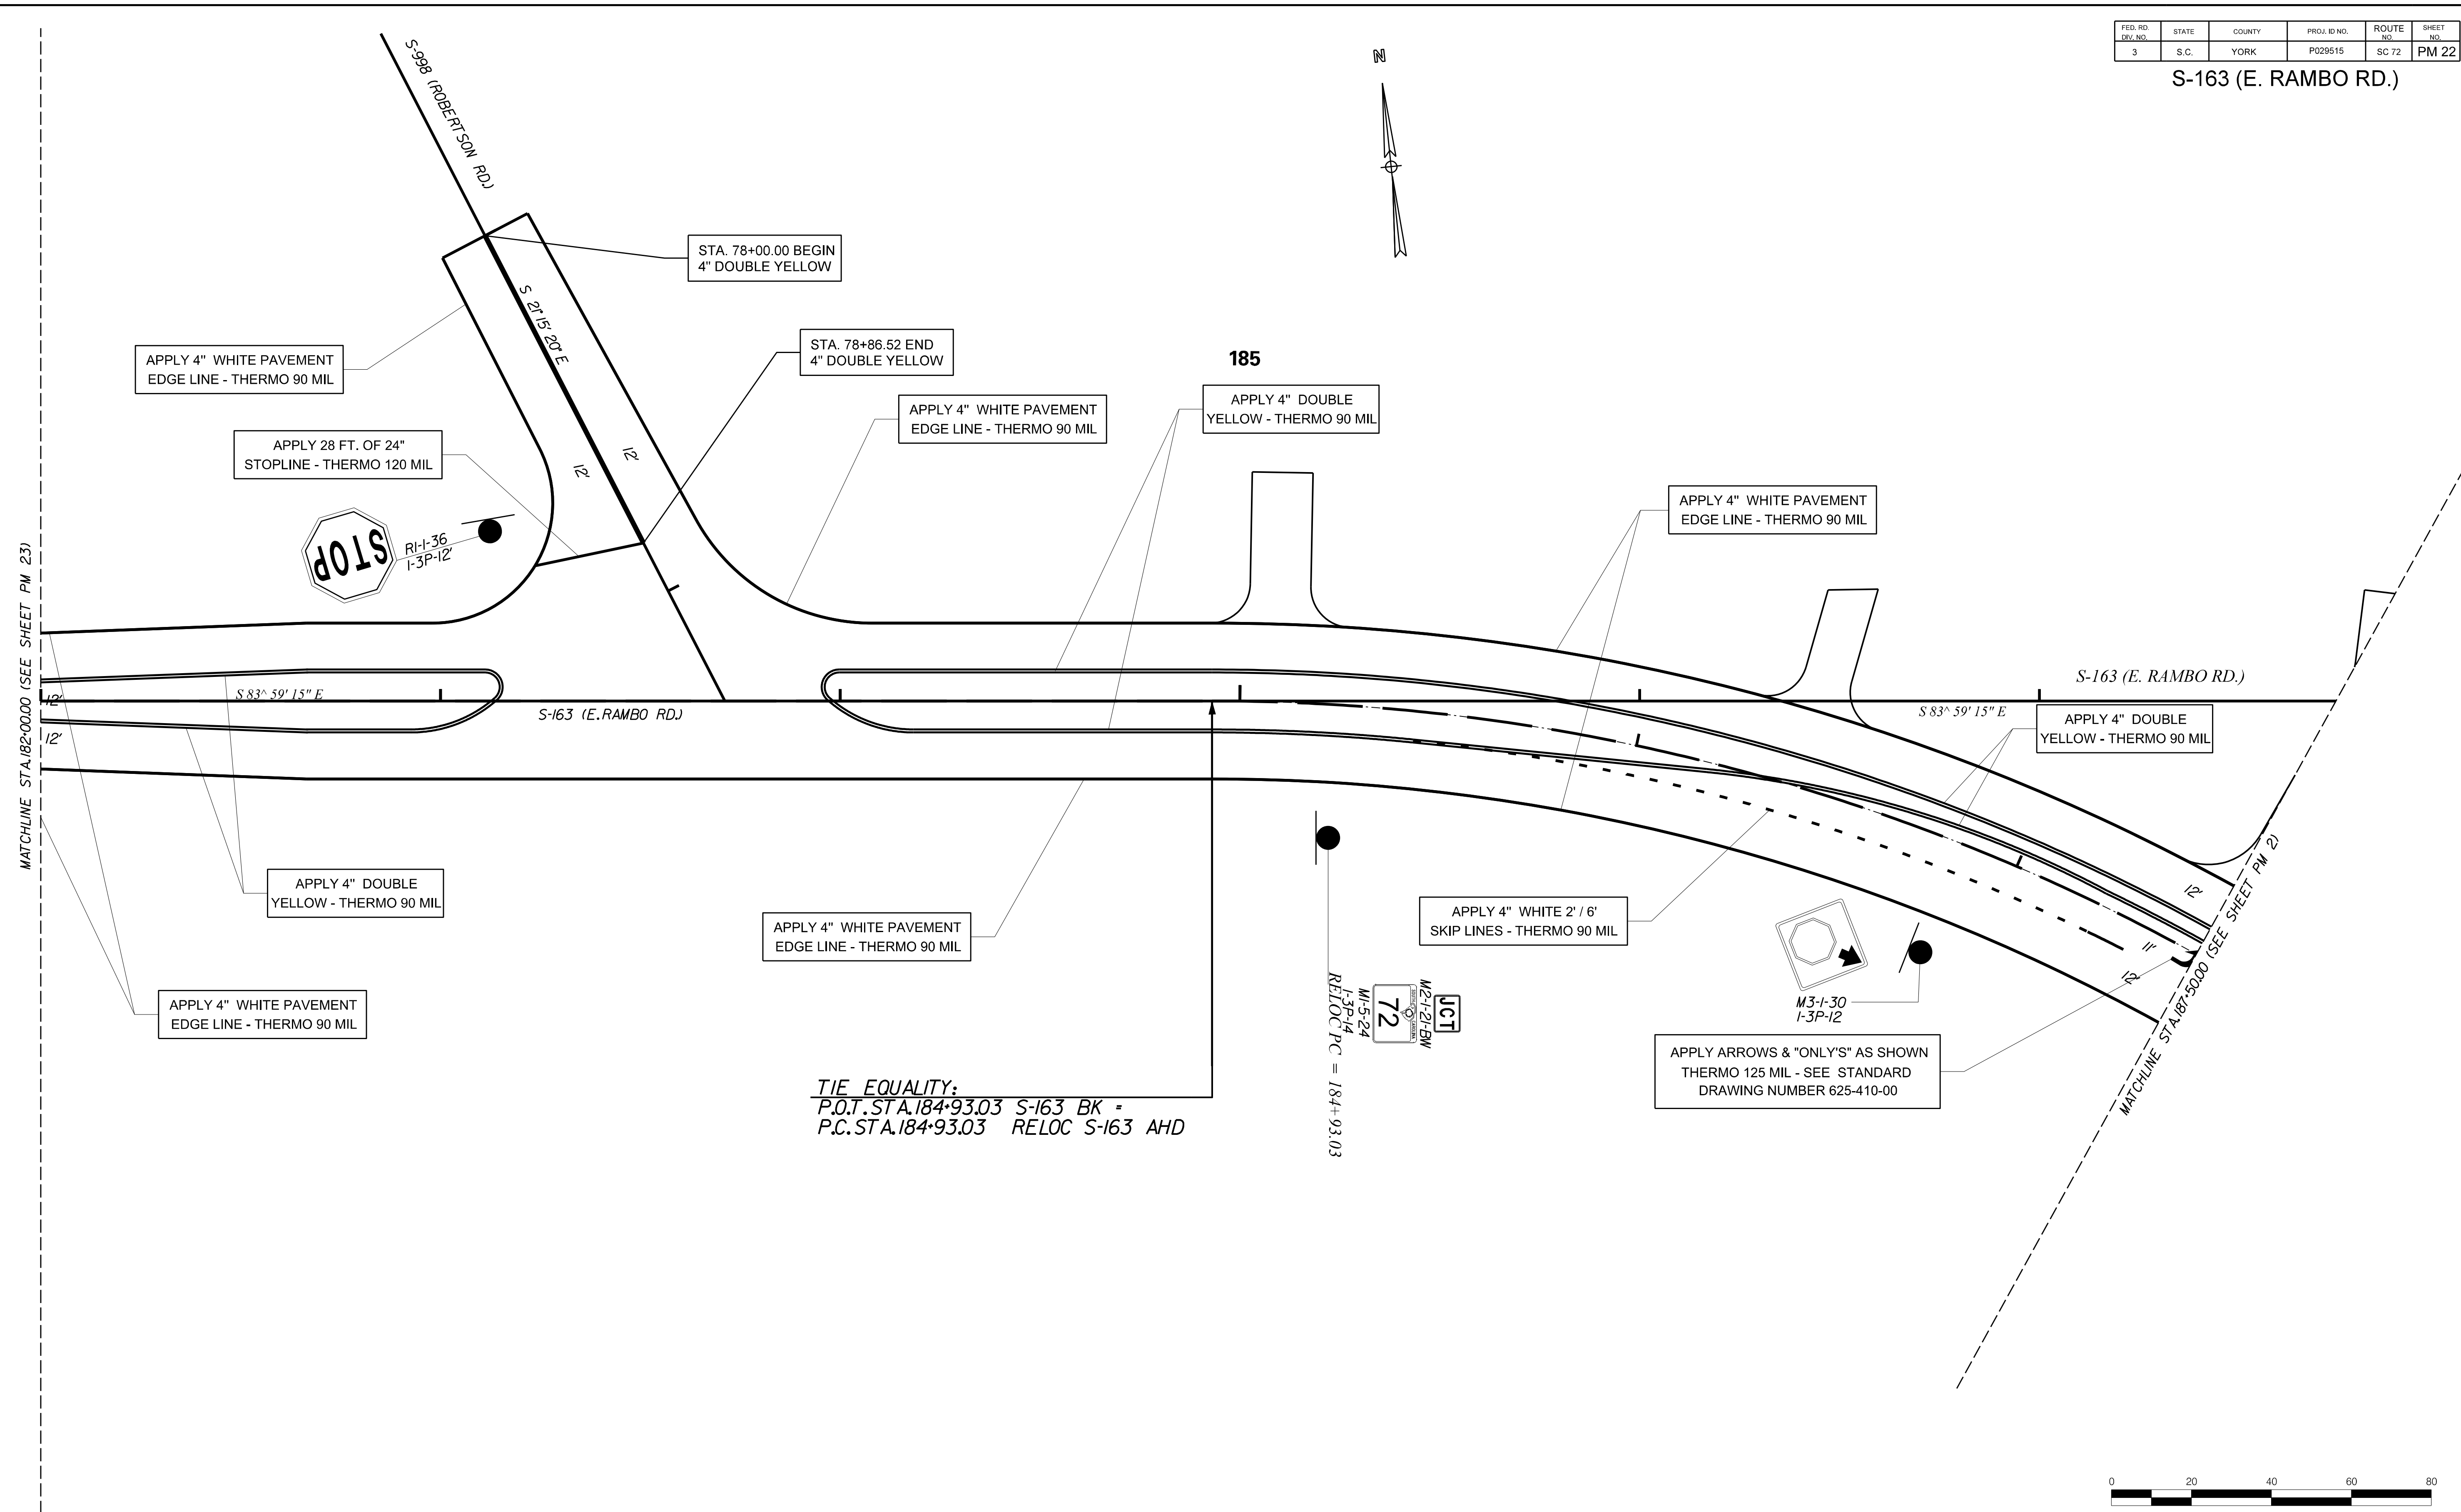 FED. RD. DIV. NO.
STATE
COUNTY
PROJ. ID NO.
ROUTE NO.
SHEET NO.
3
S.C.
YORK
P029515
SC 72
PM 22
S-163 (E. RAMBO RD.)
N
S-998 (ROBERTSON RD.)
STA. 78+00.00 BEGIN
4" DOUBLE YELLOW
S 21° 15' 20" E
STA. 78+86.52 END
4" DOUBLE YELLOW
APPLY 4" WHITE PAVEMENT
EDGE LINE - THERMO 90 MIL
185
APPLY 4" WHITE PAVEMENT
EDGE LINE - THERMO 90 MIL
APPLY 4" DOUBLE
YELLOW - THERMO 90 MIL
APPLY 28 FT. OF 24"
STOPLINE - THERMO 120 MIL
12'
12'
APPLY 4" WHITE PAVEMENT
EDGE LINE - THERMO 90 MIL
STOP
R1-1-36
1-3P-12'
MATCHLINE STA. 182+00.00 (SEE SHEET PM 23)
12'
12'
S 83^ 59' 15" E
S-163 (E. RAMBO RD.)
S-163 (E. RAMBO RD.)
S 83^ 59' 15" E
APPLY 4" DOUBLE
YELLOW - THERMO 90 MIL
APPLY 4" DOUBLE
YELLOW - THERMO 90 MIL
APPLY 4" WHITE PAVEMENT
EDGE LINE - THERMO 90 MIL
APPLY 4" WHITE 2' / 6'
SKIP LINES - THERMO 90 MIL
12'
11'
12'
MATCHLINE STA. 187+50.00 (SEE SHEET PM 2)
APPLY 4" WHITE PAVEMENT
EDGE LINE - THERMO 90 MIL
JCT
M2-1-21-BW
SOUTH CAROLINA
72
M1-5-24
1-3P-14
RELOC PC = 184+93.03
M3-1-30
1-3P-12
APPLY ARROWS & "ONLY'S" AS SHOWN
THERMO 125 MIL - SEE STANDARD
DRAWING NUMBER 625-410-00
TIE EQUALITY:
P.O.T. STA. 184+93.03 S-163 BK =
P.C. STA. 184+93.03 RELOC S-163 AHD
0 20 40 60 80